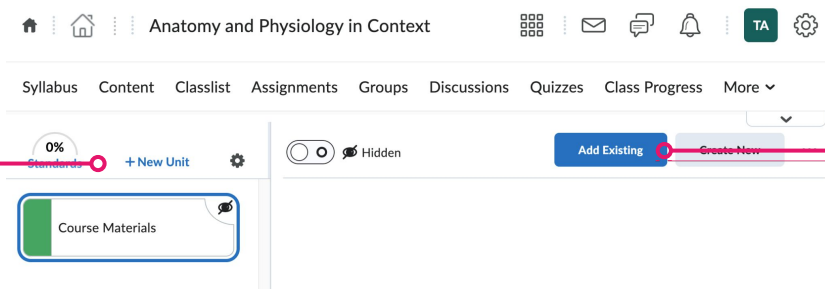 Anatomy and Physiology in Context
TA
Syllabus Content Classlist Assignments Groups Discussions Quizzes Class Progress More
0%
Standards
+ New Unit
Hidden
Add Existing
Create New
Course Materials